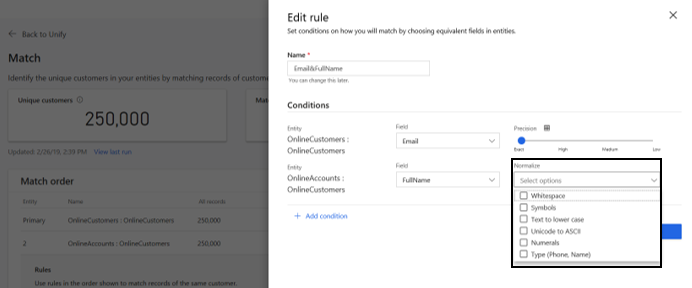 Back to Unify
Match
Identify the unique customers in your entities by matching records of custome
Unique customers
250,000
Mat
Updated: 2/26/19, 2:39 PM View last run
Match order
Entity Name All records
Primary OnlineCustomers : OnlineCustomers 250,000
2 OnlineAccounts : OnlineCustomers 250,000
Rules
Use rules in the order shown to match records of the same customer.
Edit rule
Set conditions on how you will match by choosing equivalent fields in entities.
Name *
Email&FullName
You can change this later.
Conditions
Entity
OnlineCustomers :
OnlineCustomers
Field
Email
Precision
Exact High Medium Low
Entity
OnlineAccounts :
OnlineCustomers
Field
FullName
Normalize
Select options
Whitespace
Symbols
Text to lower case
Unicode to ASCII
Numerals
Type (Phone, Name)
+ Add condition